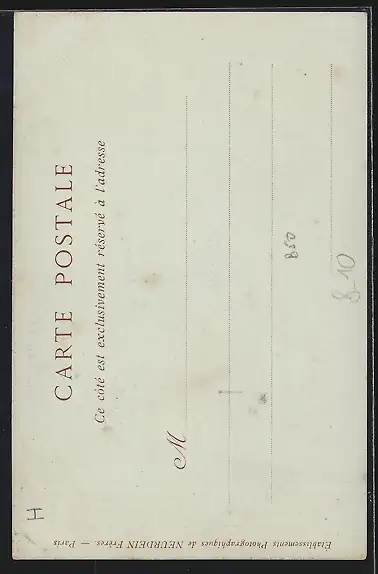 CARTE POSTALE
Ce côté est exclusivement réservé à l'adresse
M
850
8-10
H
Etablissements Photographiques de NEURDEIN Frères. — Paris